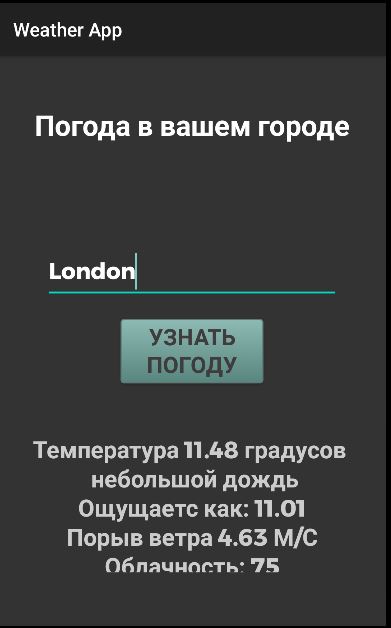 Weather App
Погода в вашем городе
London
УЗНАТЬ
ПОГОДУ
Температура 11.48 градусов
небольшой дождь
Ощущаетс как: 11.01
Порыв ветра 4.63 М/С
Облачность: 75